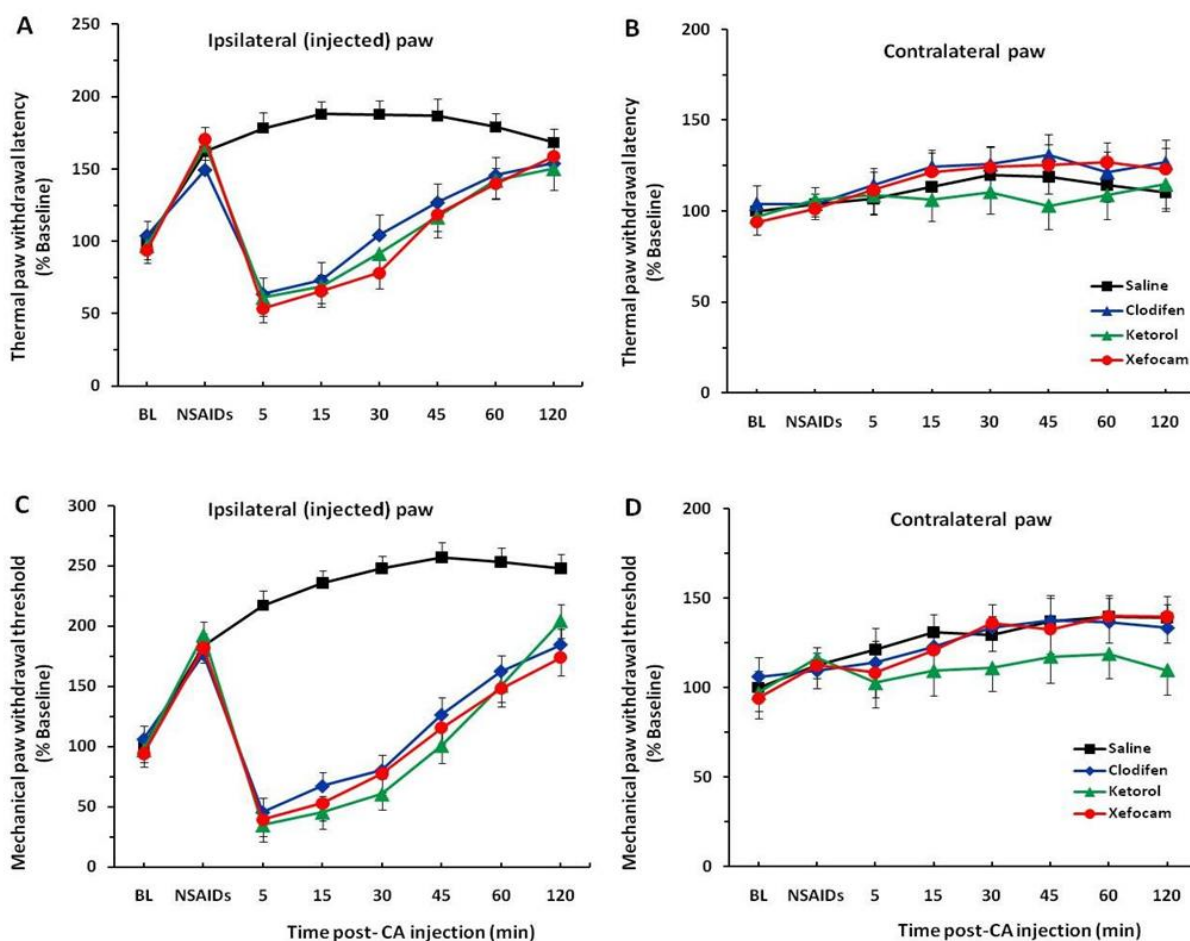 A
Ipsilateral (injected) paw
Thermal paw withdrawal latency
(% Baseline)
250
200
150
100
50
0
BL NSAIDs 5 15 30 45 60 120
B
Contralateral paw
Thermal paw withdrawal latency
(% Baseline)
200
150
100
50
0
Saline
Clodifen
Ketorol
Xefocam
BL NSAIDs 5 15 30 45 60 120
C
Ipsilateral (injected) paw
Mechanical paw withdrawal threshold
(% Baseline)
300
250
200
150
100
50
0
BL NSAIDs 5 15 30 45 60 120
Time post- CA injection (min)
D
Contralateral paw
Mechanical paw withdrawal threshold
(% Baseline)
200
150
100
50
0
Saline
Clodifen
Ketorol
Xefocam
BL NSAIDs 5 15 30 45 60 120
Time post- CA injection (min)